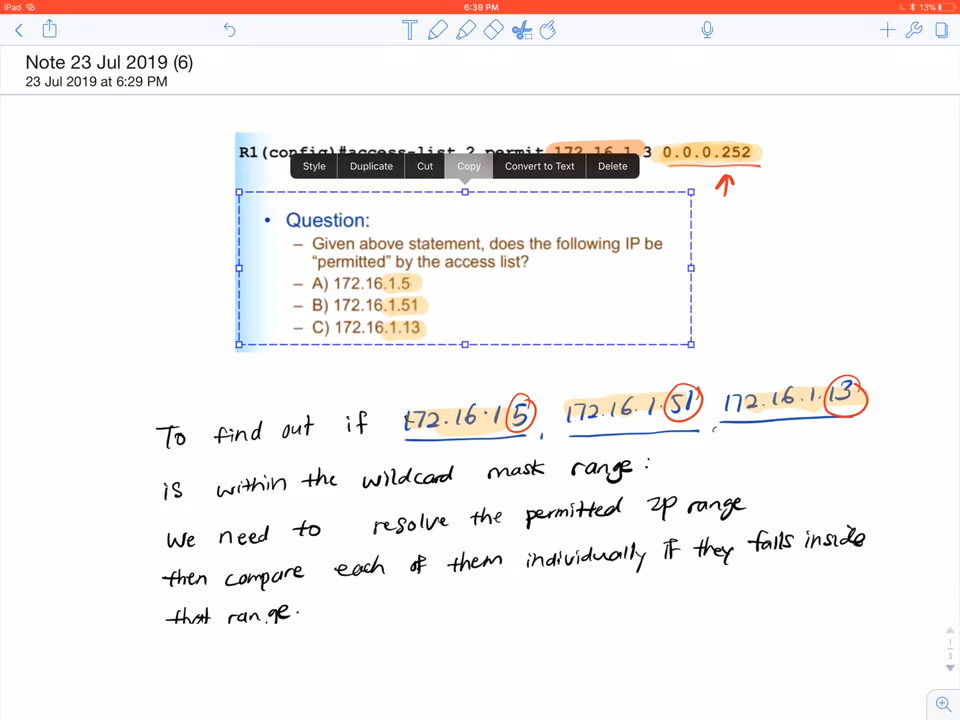 iPad
6:39 PM
13%
T
Note 23 Jul 2019 (6)
23 Jul 2019 at 6:29 PM
R1(config)#access-list 2 permit 172.16.1.3 0.0.0.252
Style Duplicate Cut Copy Convert to Text Delete
• Question:
– Given above statement, does the following IP be
“permitted” by the access list?
– A) 172.16.1.5
– B) 172.16.1.51
– C) 172.16.1.13
To find out if 172.16.1.5, 172.16.1.51, 172.16.1.13
is within the wildcard mask range:
We need to resolve the permitted IP range
then compare each of them individually if they falls inside
that range.
1
3